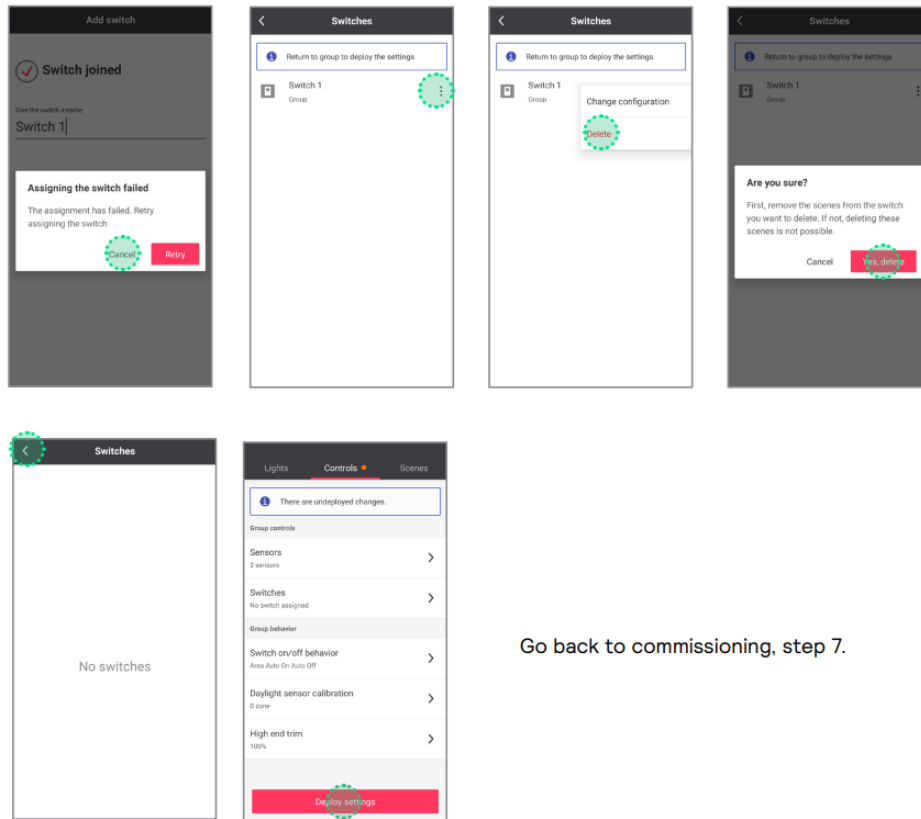 Add switch
Switch joined
Give the switch a name
Switch 1
Assigning the switch failed
The assignment has failed. Retry
assigning the switch
Cancel
Retry
Switches
Return to group to deploy the settings
Switch 1
Group
Switches
Return to group to deploy the settings
Switch 1
Group
Change configuration
Delete
Switches
Return to group to deploy the settings
Switch 1
Group
Are you sure?
First, remove the scenes from the switch
you want to delete. If not, deleting these
scenes is not possible.
Cancel
Yes, delete
Switches
No switches
Lights
Controls
Scenes
There are undeployed changes.
Group controls
Sensors
2 sensors
Switches
No switch assigned
Group behavior
Switch on/off behavior
Area Auto On Auto Off
Daylight sensor calibration
0 zone
High end trim
100%
Deploy settings
Go back to commissioning, step 7.